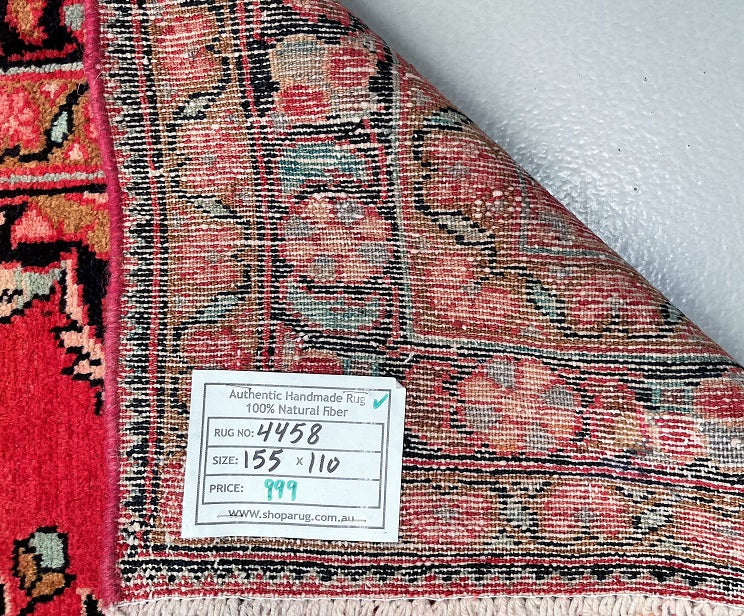 Authentic Handmade Rug ✓
100% Natural Fiber
RUG NO: 4458
SIZE: 155 x 110
PRICE: 999
www.shoparug.com.au